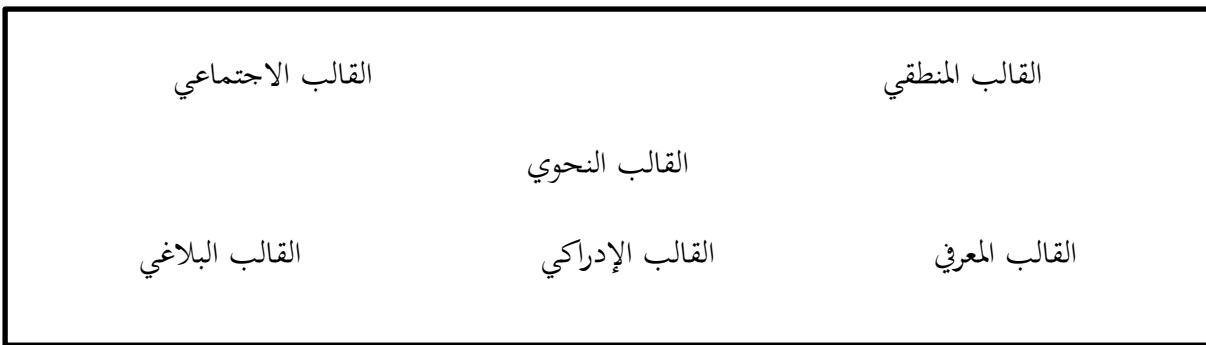 القالب المنطقي القالب الاجتماعي
القالب النحوي
القالب المعرفي القالب الإدراكي القالب البلاغي